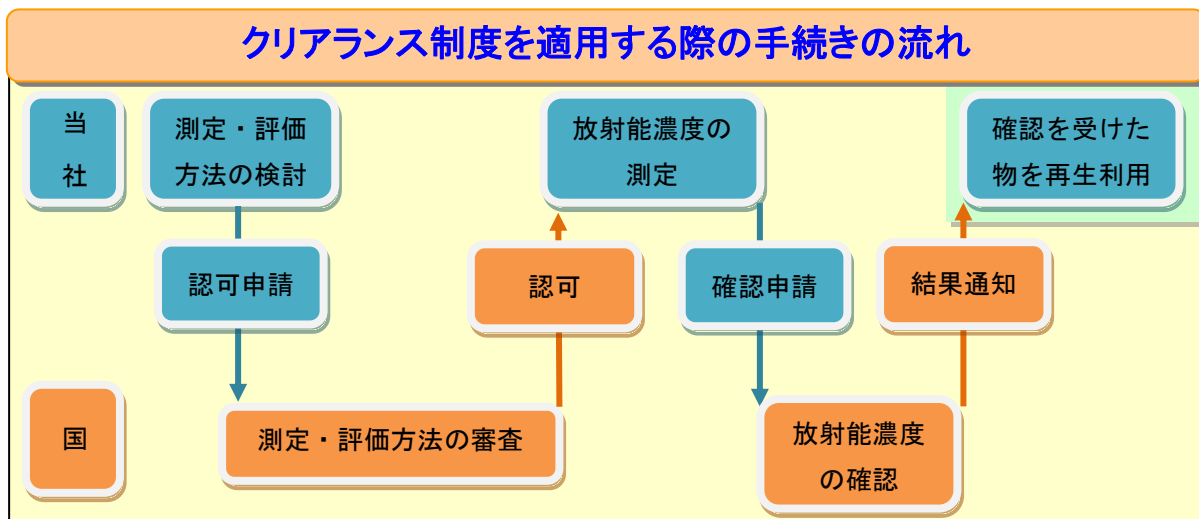 クリアランス制度を適用する際の手続きの流れ
当
社
測定・評価
方法の検討
放射能濃度の
測定
確認を受けた
物を再生利用
認可申請
認可
確認申請
結果通知
国
測定・評価方法の審査
放射能濃度
の確認